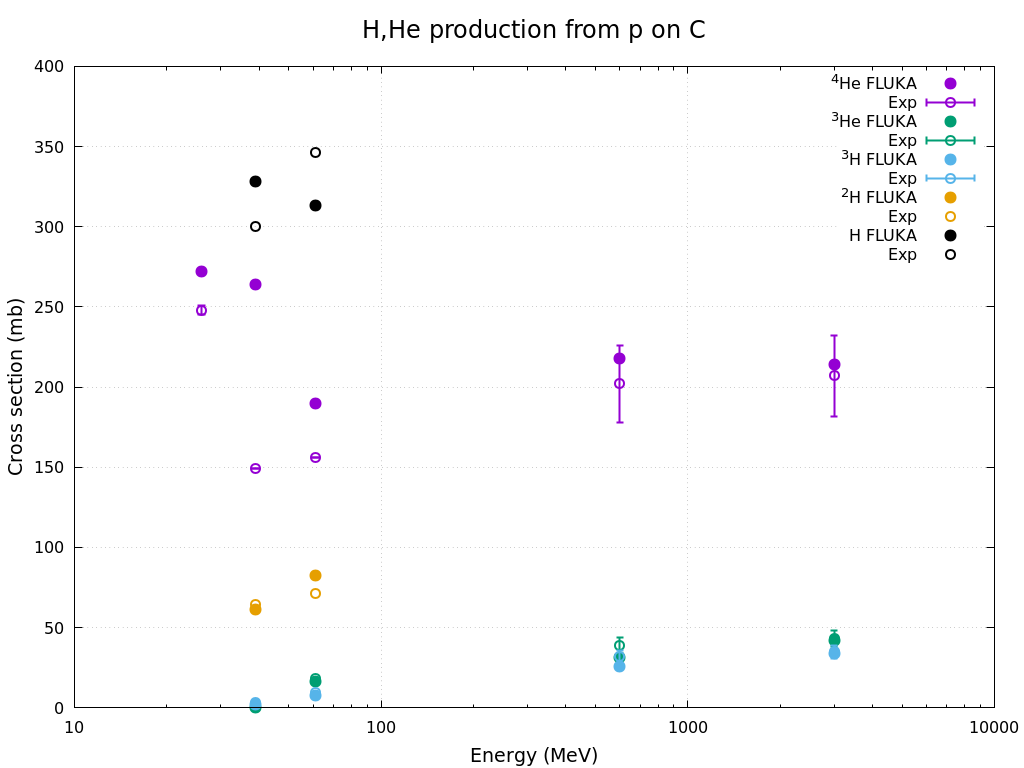 H,He production from p on C
400
350
300
250
200
150
100
50
0
Cross section (mb)
10
100
1000
10000
Energy (MeV)
⁴He FLUKA
Exp
³He FLUKA
Exp
³H FLUKA
Exp
²H FLUKA
Exp
H FLUKA
Exp